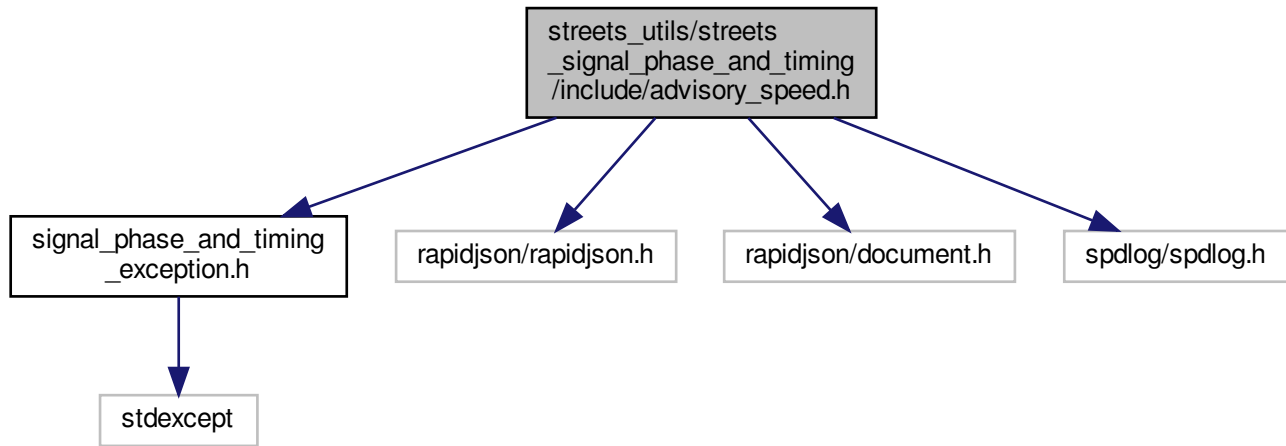 streets_utils/streets
_signal_phase_and_timing
/include/advisory_speed.h
signal_phase_and_timing
_exception.h
rapidjson/rapidjson.h
rapidjson/document.h
spdlog/spdlog.h
stdexcept